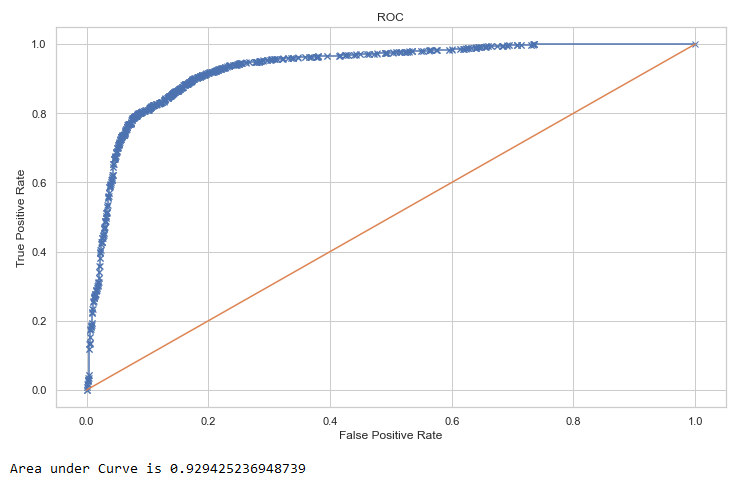 ROC
True Positive Rate
1.0
0.8
0.6
0.4
0.2
0.0
0.0 0.2 0.4 0.6 0.8 1.0
False Positive Rate
Area under Curve is 0.929425236948739